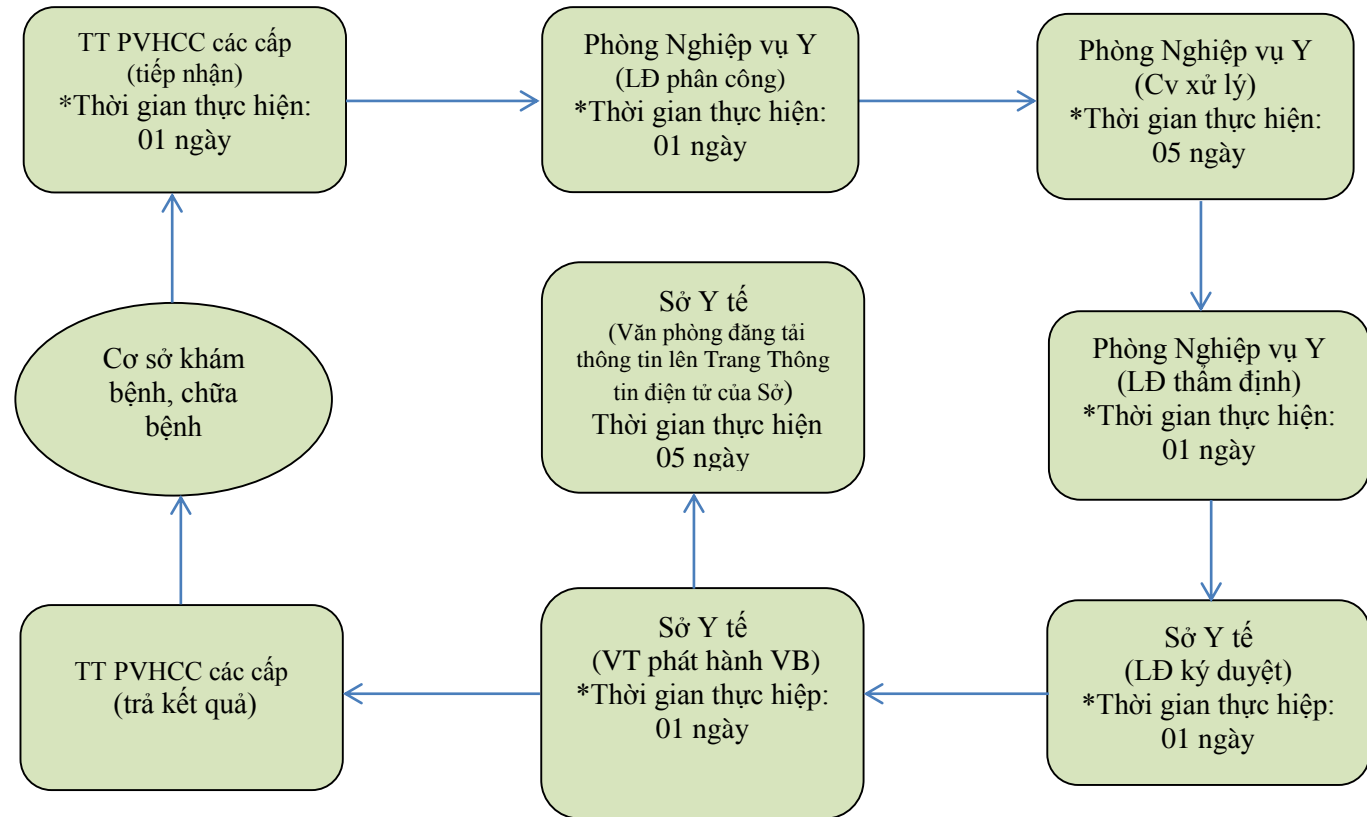 TT PVHCC các cấp
(tiếp nhận)
*Thời gian thực hiện:
01 ngày
Phòng Nghiệp vụ Y
(LĐ phân công)
*Thời gian thực hiện:
01 ngày
Phòng Nghiệp vụ Y
(Cv xử lý)
*Thời gian thực hiện:
05 ngày
Cơ sở khám
bệnh, chữa
bệnh
Sở Y tế
(Văn phòng đăng tải
thông tin lên Trang Thông
tin điện tử của Sở)
Thời gian thực hiện
05 ngày
Phòng Nghiệp vụ Y
(LĐ thẩm định)
*Thời gian thực hiện:
01 ngày
TT PVHCC các cấp
(trả kết quả)
Sở Y tế
(VT phát hành VB)
*Thời gian thực hiệp:
01 ngày
Sở Y tế
(LĐ ký duyệt)
*Thời gian thực hiệp:
01 ngày